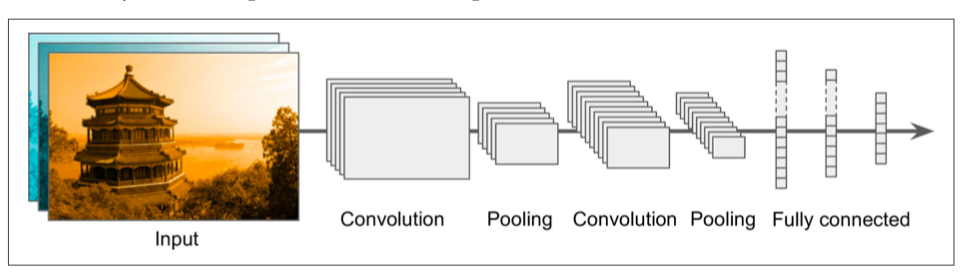 Convolution
Pooling
Convolution
Pooling
Fully connected
Input